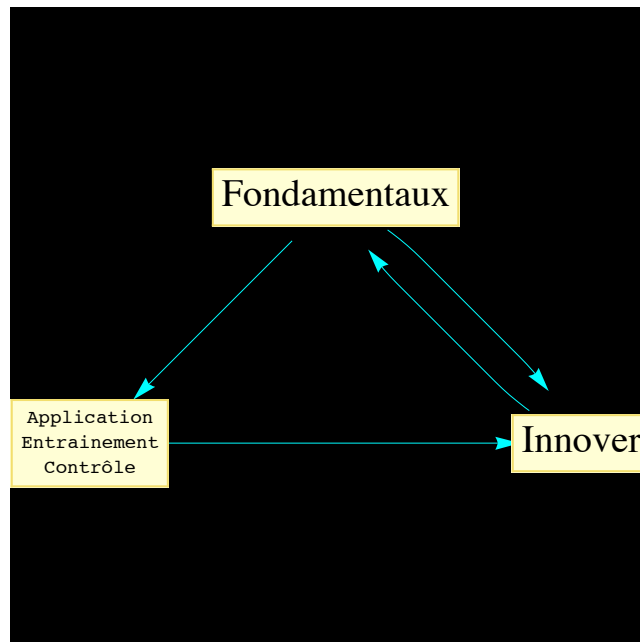 Fondamentaux
Application
Entrainement
Contrôle
Innover